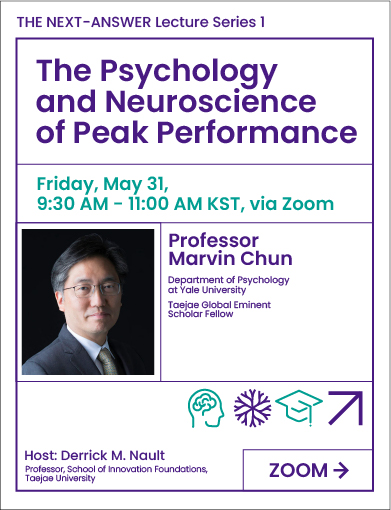 THE NEXT-ANSWER Lecture Series 1
The Psychology
and Neuroscience
of Peak Performance
Friday, May 31,
9:30 AM – 11:00 AM KST, via Zoom
Professor
Marvin Chun
Department of Psychology
at Yale University
Taejae Global Eminent
Scholar Fellow
Host: Derrick M. Nault
Professor, School of Innovation Foundations,
Taejae University
ZOOM →